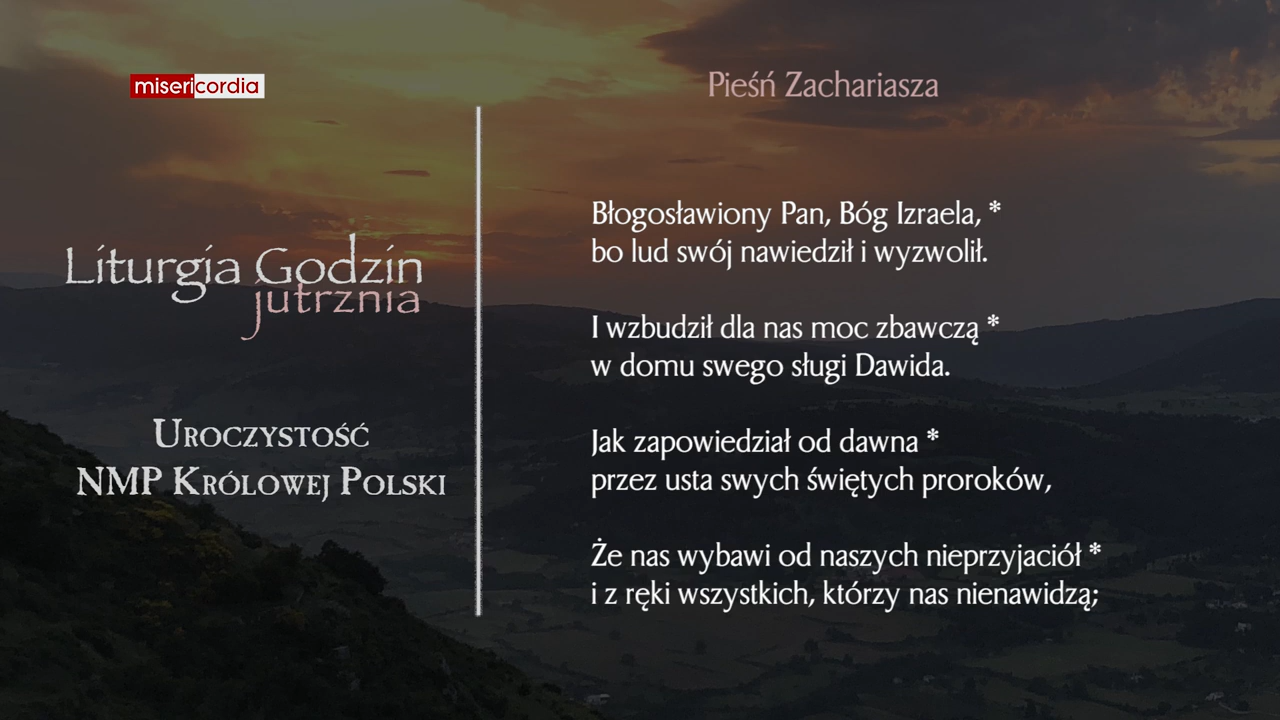 misericordia
Liturgia Godzin
jutrznia
Uroczystość
NMP Królowej Polski
Pieśń Zachariasza
Błogosławiony Pan, Bóg Izraela, *
bo lud swój nawiedził i wyzwolił.
I wzbudził dla nas moc zbawczą *
w domu swego sługi Dawida.
Jak zapowiedział od dawna *
przez usta swych świętych proroków,
Że nas wybawi od naszych nieprzyjaciół *
i z ręki wszystkich, którzy nas nienawidzą;